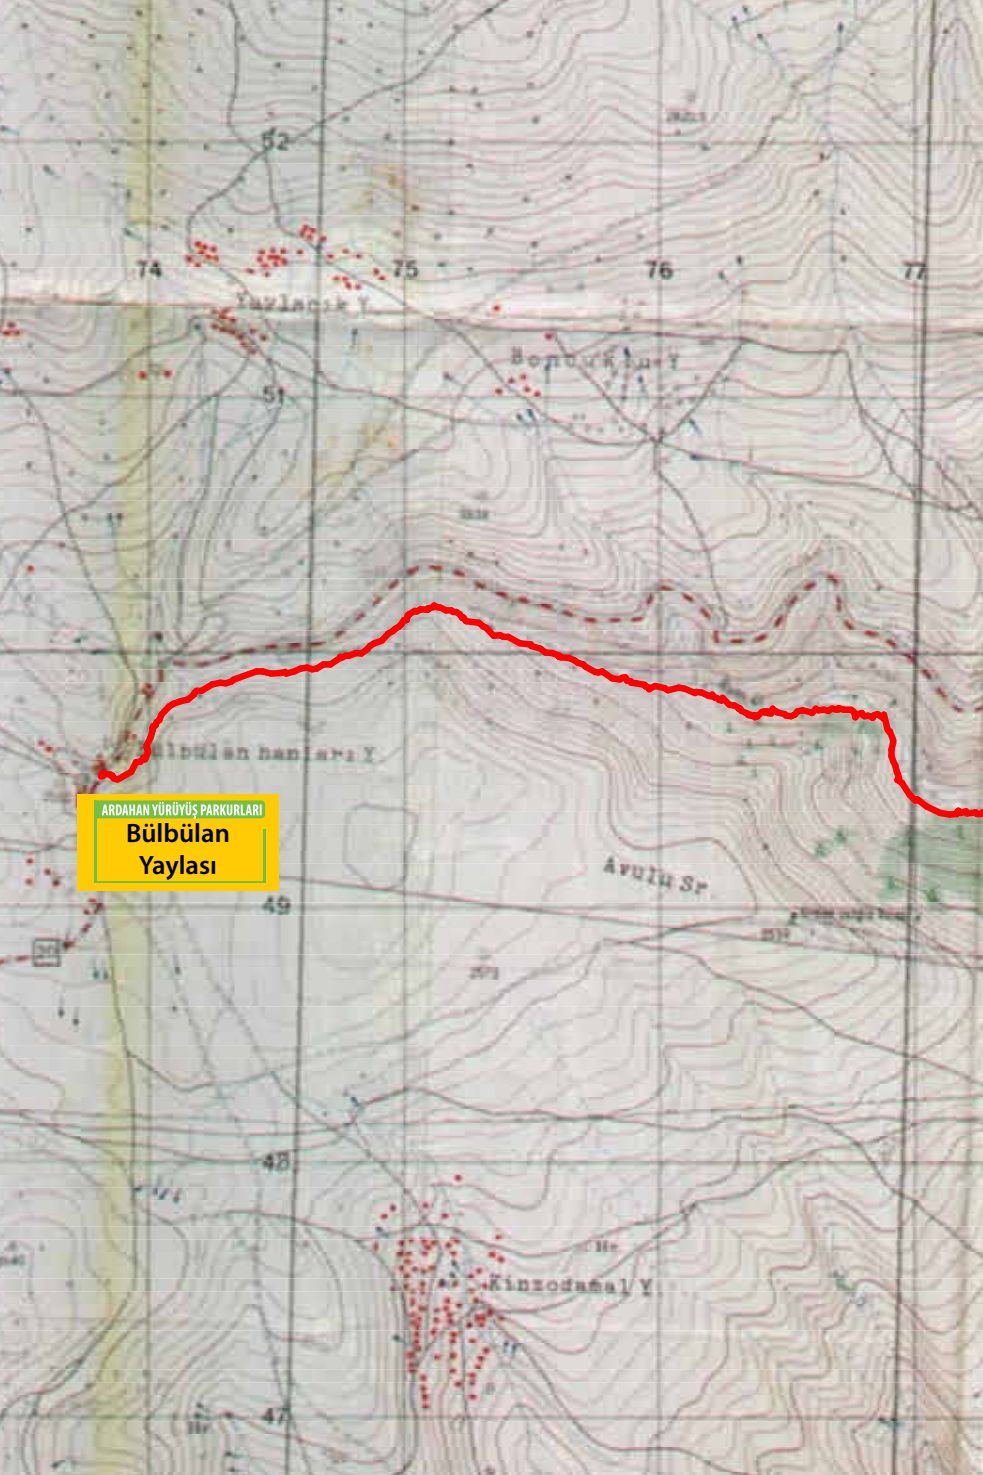 52
74
75
76
77
Yaylacık Y
Boncuklu Y
51
Bülbülan hanları Y
ARDAHAN YÜRÜYÜŞ PARKURLARI
Bülbülan
Yaylası
Avulu Sr
49
48
Kinzodamal Y
47